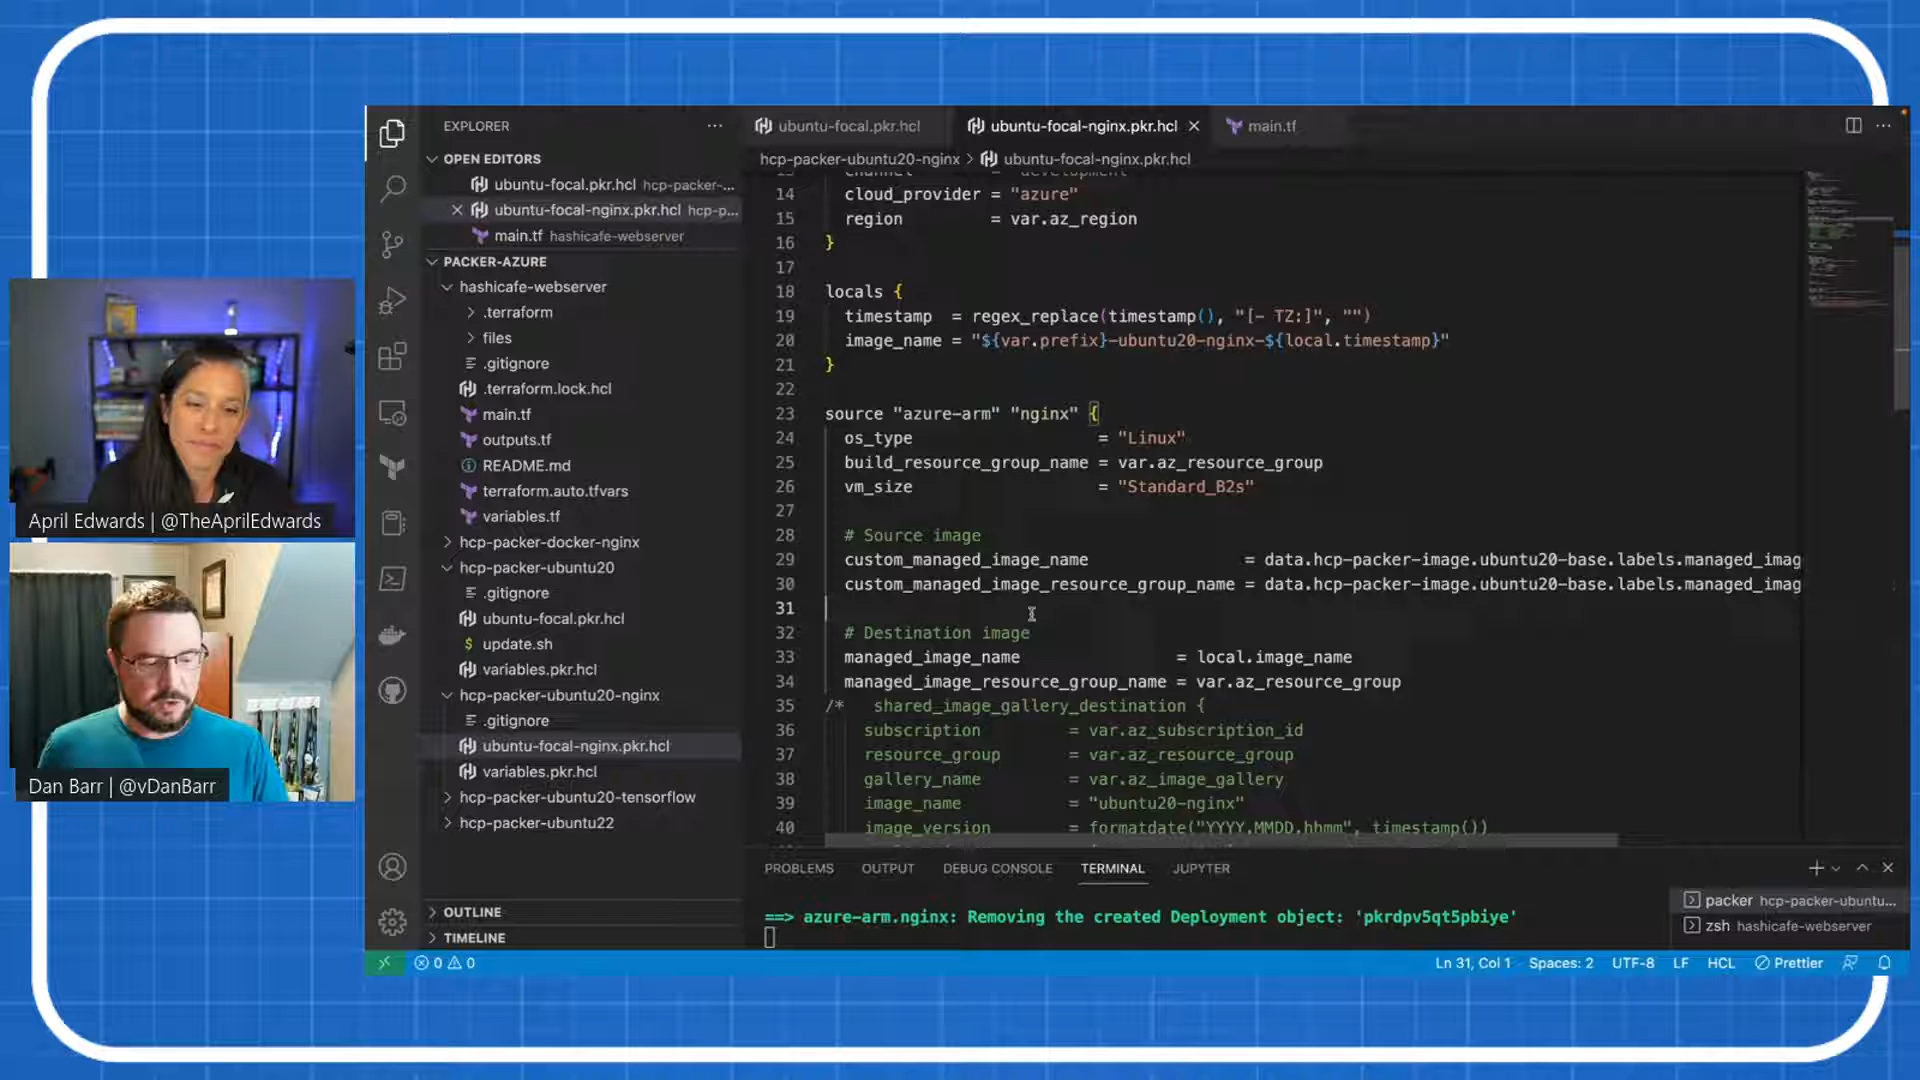 EXPLORER
OPEN EDITORS
ubuntu-focal.pkr.hcl hcp-packer-...
ubuntu-focal-nginx.pkr.hcl hcp-p...
main.tf hashicafe-webserver
PACKER-AZURE
hashicafe-webserver
.terraform
files
.gitignore
.terraform.lock.hcl
main.tf
outputs.tf
README.md
terraform.auto.tfvars
variables.tf
hcp-packer-docker-nginx
hcp-packer-ubuntu20
.gitignore
ubuntu-focal.pkr.hcl
update.sh
variables.pkr.hcl
hcp-packer-ubuntu20-nginx
.gitignore
ubuntu-focal-nginx.pkr.hcl
variables.pkr.hcl
hcp-packer-ubuntu20-tensorflow
hcp-packer-ubuntu22
OUTLINE
TIMELINE
ubuntu-focal.pkr.hcl ubuntu-focal-nginx.pkr.hcl main.tf
hcp-packer-ubuntu20-nginx > ubuntu-focal-nginx.pkr.hcl
14 cloud_provider = "azure"
15 region = var.az_region
16 }
17
18 locals {
19 timestamp = regex_replace(timestamp(), "[- TZ:]", "")
20 image_name = "${var.prefix}-ubuntu20-nginx-${local.timestamp}"
21 }
22
23 source "azure-arm" "nginx" {
24 os_type = "Linux"
25 build_resource_group_name = var.az_resource_group
26 vm_size = "Standard_B2s"
27
28 # Source image
29 custom_managed_image_name = data.hcp-packer-image.ubuntu20-base.labels.managed_imag
30 custom_managed_image_resource_group_name = data.hcp-packer-image.ubuntu20-base.labels.managed_imag
31
32 # Destination image
33 managed_image_name = local.image_name
34 managed_image_resource_group_name = var.az_resource_group
35 /* shared_image_gallery_destination {
36 subscription = var.az_subscription_id
37 resource_group = var.az_resource_group
38 gallery_name = var.az_image_gallery
39 image_name = "ubuntu20-nginx"
40 image_version = formatdate("YYYY.MMDD.hhmm", timestamp())
PROBLEMS OUTPUT DEBUG CONSOLE TERMINAL JUPYTER
==> azure-arm.nginx: Removing the created Deployment object: 'pkrdpv5qt5pbiye'
packer hcp-packer-ubuntu...
zsh hashicafe-webserver
0 0
Ln 31, Col 1 Spaces: 2 UTF-8 LF HCL Prettier
April Edwards | @TheAprilEdwards
Dan Barr | @vDanBarr